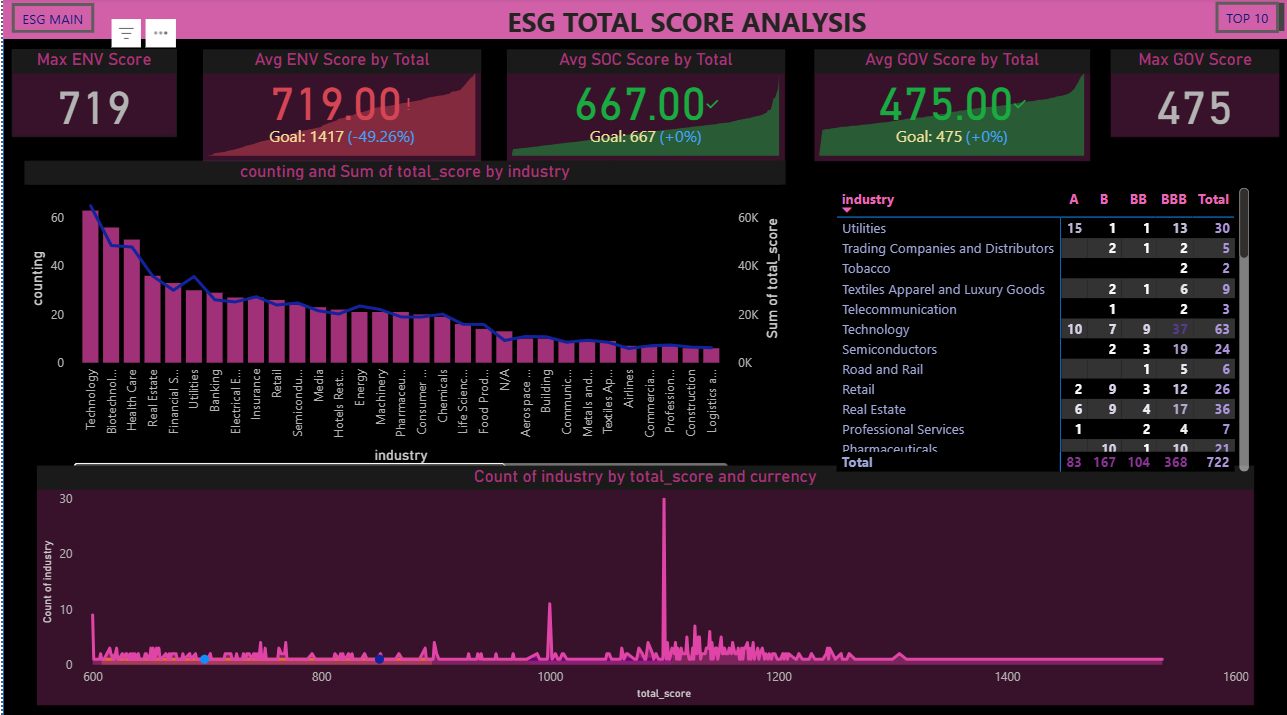 ESG MAIN
ESG TOTAL SCORE ANALYSIS
TOP 10
Max ENV Score
719
Avg ENV Score by Total
719.00!
Goal: 1417 (-49.26%)
Avg SOC Score by Total
667.00
Goal: 667 (+0%)
Avg GOV Score by Total
475.00
Goal: 475 (+0%)
Max GOV Score
475
counting and Sum of total_score by industry
counting
60
40
20
0
60K
40K
20K
0K
Sum of total_score
Technology
Biotechnol...
Health Care
Real Estate
Financial S...
Utilities
Banking
Electrical E...
Insurance
Retail
Semicondu...
Media
Hotels Rest...
Energy
Machinery
Pharmaceu...
Consumer ...
Chemicals
Life Scienc...
Food Prod...
N/A
Aerospace ...
Building
Communic...
Metals and...
Textiles Ap...
Airlines
Commercia...
Profession...
Construction
Logistics a...
industry
industry A B BB BBB Total
Utilities 15 1 1 13 30
Trading Companies and Distributors 2 1 2 5
Tobacco 2 2
Textiles Apparel and Luxury Goods 2 1 6 9
Telecommunication 1 2 3
Technology 10 7 9 37 63
Semiconductors 2 3 19 24
Road and Rail 1 5 6
Retail 2 9 3 12 26
Real Estate 6 9 4 17 36
Professional Services 1 2 4 7
Pharmaceuticals 10 1 10 21
Total 83 167 104 368 722
Count of industry by total_score and currency
Count of industry
30
20
10
0
600 800 1000 1200 1400 1600
total_score